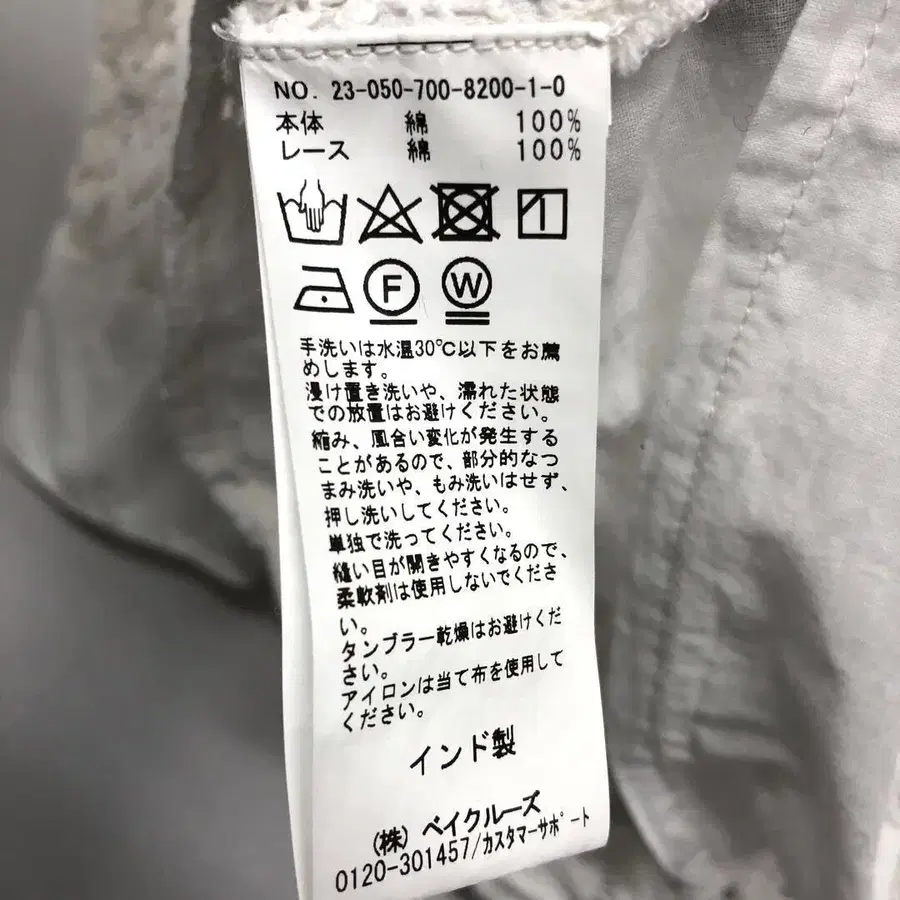 NO. 23-050-700-8200-1-0
本体 綿 100%
レース 綿 100%
F W
手洗いは水温30℃以下をお薦
めします。
浸け置き洗いや、濡れた状態
での放置はお避けください。
縮み、風合い変化が発生する
ことがあるので、部分的なつ
まみ洗いや、もみ洗いはせず、
押し洗いしてください。
単独で洗ってください。
縫い目が開きやすくなるので、
柔軟剤は使用しないでくださ
い。
タンブラー乾燥はお避けくだ
さい。
アイロンは当て布を使用して
ください。
インド製
(株) ベイクルーズ
0120-301457/カスタマーサポート